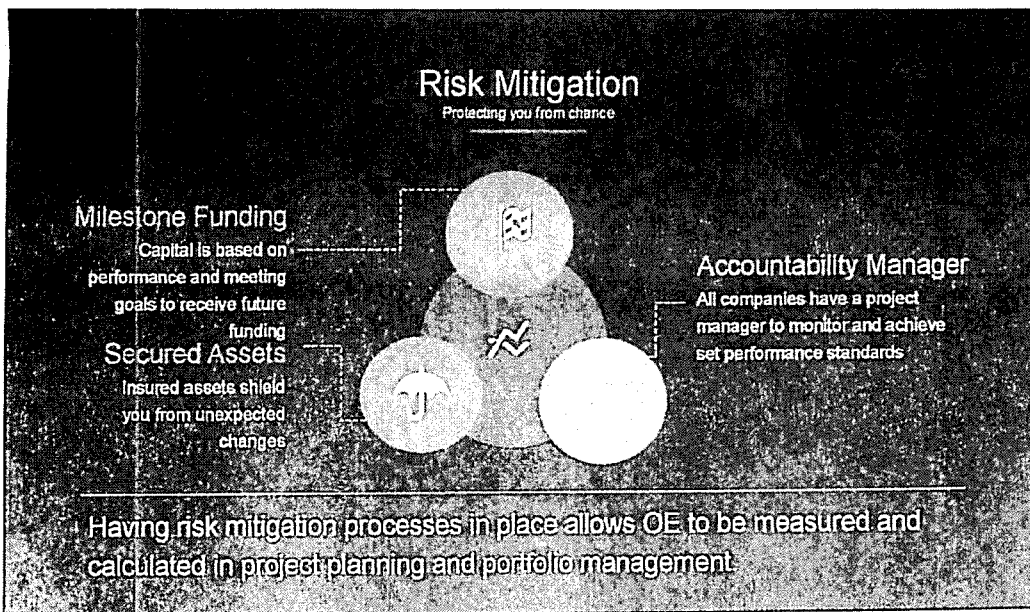 Risk Mitigation
Protecting you from chance
Milestone Funding
Capital is based on
performance and meeting
goals to receive future
funding
Secured Assets
Insured assets shield
you from unexpected
changes
Accountability Manager
All companies have a project
manager to monitor and achieve
set performance standards
Having risk mitigation processes in place allows OE to be measured and
calculated in project planning and portfolio management.